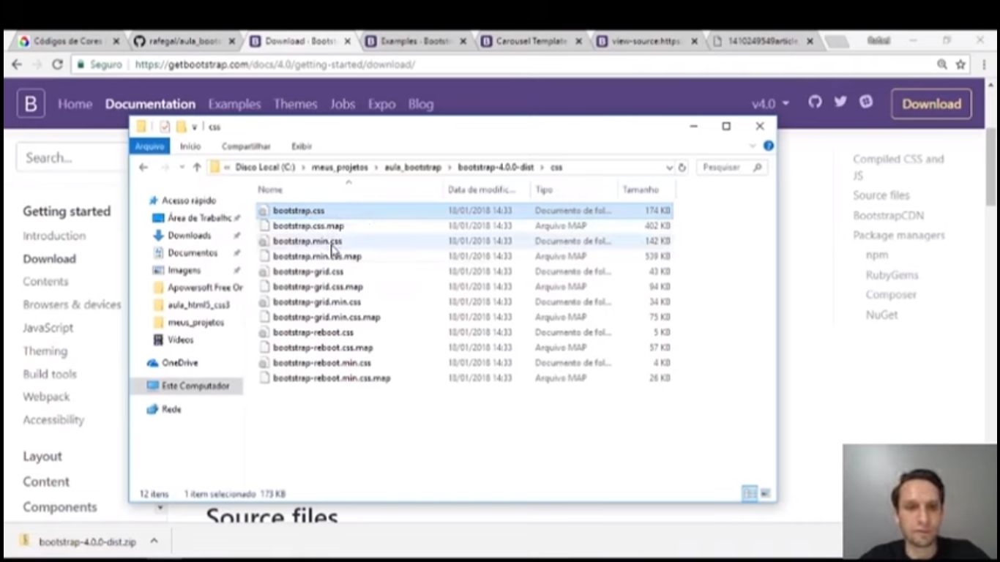 Códigos de Cores
rafegal/aula_boots
Download · Boots
Examples · Bootst
Carousel Template
view-source:https:
1410249549article
Seguro
https://getbootstrap.com/docs/4.0/getting-started/download/
B
Home
Documentation
Examples
Themes
Jobs
Expo
Blog
v4.0
Download
Search...
Getting started
Introduction
Download
Contents
Browsers & devices
JavaScript
Theming
Build tools
Webpack
Accessibility
Layout
Content
Components
css
Arquivo
Início
Compartilhar
Exibir
« Disco Local (C:) › meus_projetos › aula_bootstrap › bootstrap-4.0.0-dist › css
Pesquisar
Acesso rápido
Área de Trabalho
Downloads
Documentos
Imagens
Apowersoft Free Or
aula_html5_css3
meus_projetos
Vídeos
OneDrive
Este Computador
Rede
Nome Data de modific... Tipo Tamanho
bootstrap.css 18/01/2018 14:33 Documento de fol... 174 KB
bootstrap.css.map 18/01/2018 14:33 Arquivo MAP 402 KB
bootstrap.min.css 18/01/2018 14:33 Documento de fol... 142 KB
bootstrap.min.css.map 18/01/2018 14:33 Arquivo MAP 539 KB
bootstrap-grid.css 18/01/2018 14:33 Documento de fol... 43 KB
bootstrap-grid.css.map 18/01/2018 14:33 Arquivo MAP 94 KB
bootstrap-grid.min.css 18/01/2018 14:33 Documento de fol... 34 KB
bootstrap-grid.min.css.map 18/01/2018 14:33 Arquivo MAP 75 KB
bootstrap-reboot.css 18/01/2018 14:33 Documento de fol... 5 KB
bootstrap-reboot.css.map 18/01/2018 14:33 Arquivo MAP 57 KB
bootstrap-reboot.min.css 18/01/2018 14:33 Documento de fol... 4 KB
bootstrap-reboot.min.css.map 18/01/2018 14:33 Arquivo MAP 26 KB
12 itens 1 item selecionado 173 KB
Compiled CSS and
JS
Source files
BootstrapCDN
Package managers
npm
RubyGems
Composer
NuGet
Source files
bootstrap-4.0.0-dist.zip